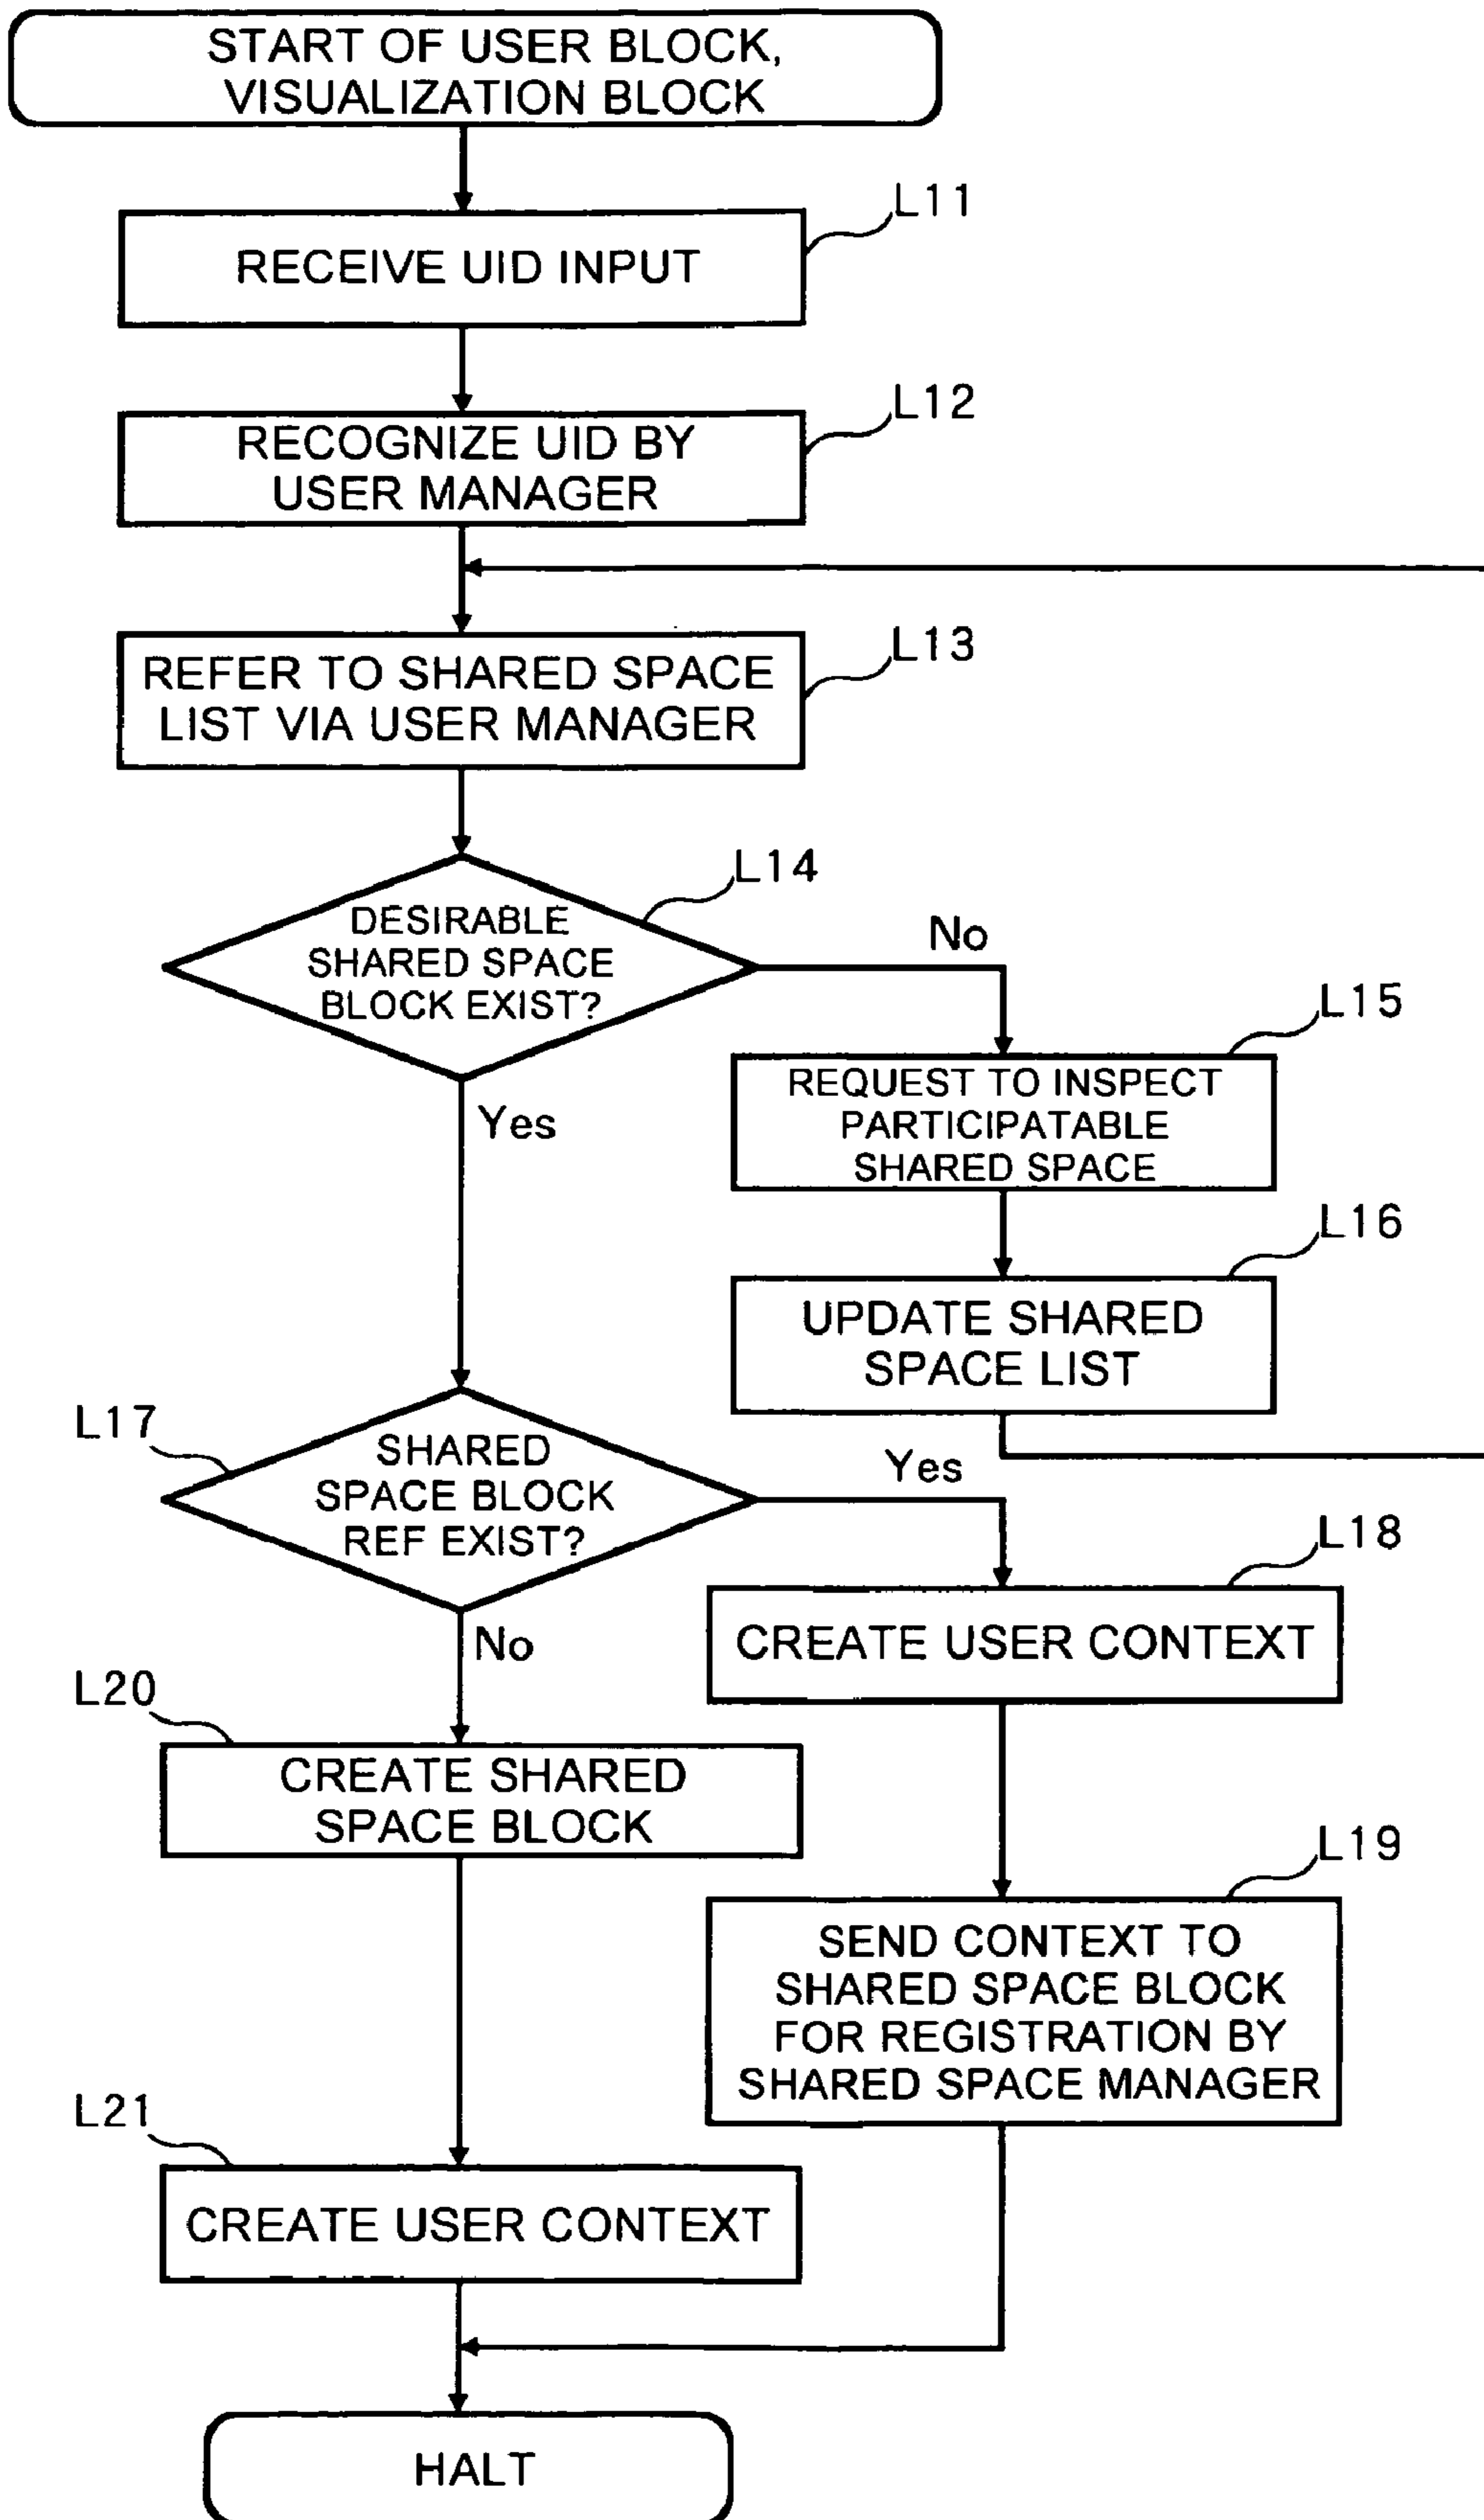 START OF USER BLOCK,
VISUALIZATION BLOCK
L11
RECEIVE UID INPUT
L12
RECOGNIZE UID BY
USER MANAGER
L13
REFER TO SHARED SPACE
LIST VIA USER MANAGER
L14
DESIRABLE
SHARED SPACE
BLOCK EXIST?
No
Yes
L15
REQUEST TO INSPECT
PARTICIPATABLE
SHARED SPACE
L16
UPDATE SHARED
SPACE LIST
L17
SHARED
SPACE BLOCK
REF EXIST?
Yes
No
L18
CREATE USER CONTEXT
L20
CREATE SHARED
SPACE BLOCK
L19
SEND CONTEXT TO
SHARED SPACE BLOCK
FOR REGISTRATION BY
SHARED SPACE MANAGER
L21
CREATE USER CONTEXT
HALT